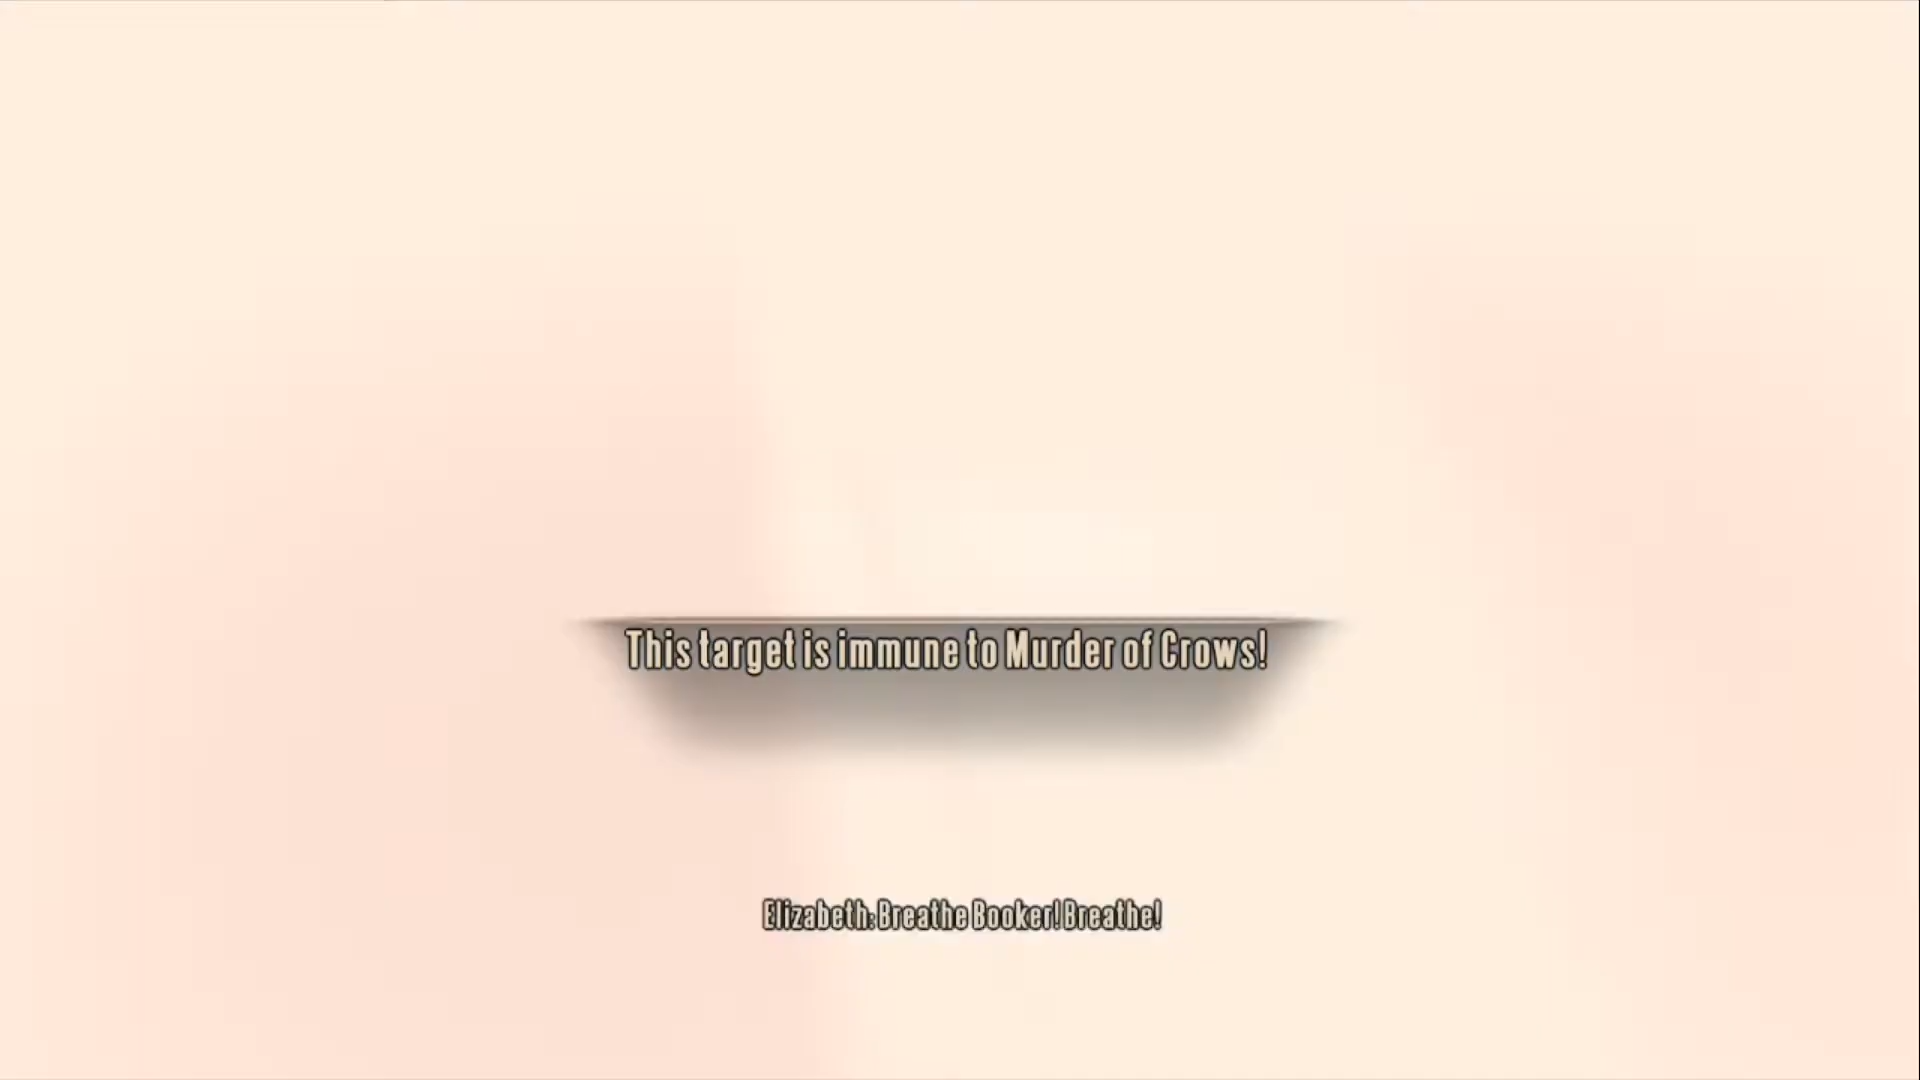 This target is immune to Murder of Crows!
Elizabeth: Breathe Booker! Breathe!